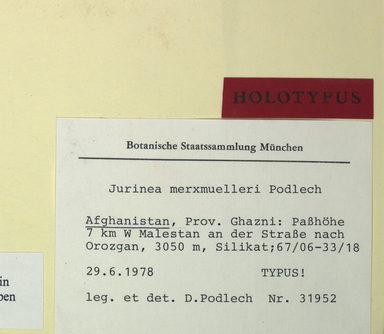 HOLOTYPUS
Botanische Staatssammlung München
Jurinea merxmuelleri Podlech
Afghanistan, Prov. Ghazni: Paßhöhe
7 km W Malestan an der Straße nach
Orozgan, 3050 m, Silikat;67/06-33/18
29.6.1978 TYPUS!
leg. et det. D.Podlech Nr. 31952
in